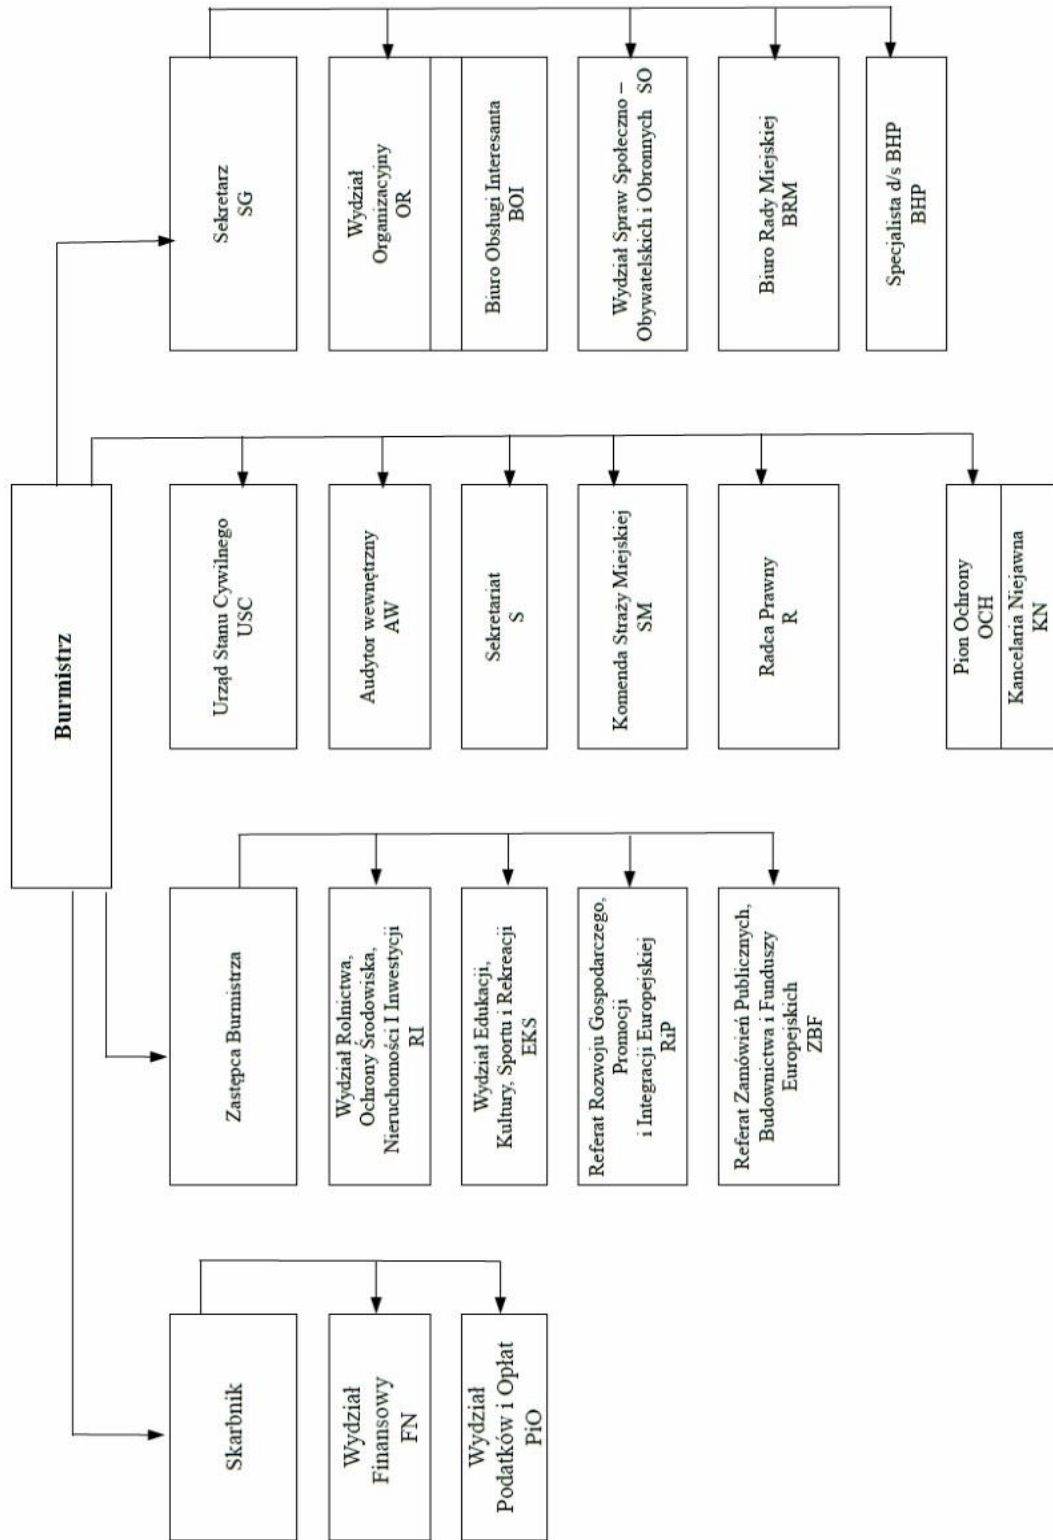 Burmistrz
Skarbnik
Wydział
Finansowy
FN
Wydział
Podatków i Opłat
PiO
Zastępca Burmistrza
Wydział Rolnictwa,
Ochrony Środowiska,
Nieruchomości I Inwestycji
RI
Wydział Edukacji,
Kultury, Sportu i Rekreacji
EKS
Referat Rozwoju Gospodarczego,
Promocji
i Integracji Europejskiej
RiP
Referat Zamówień Publicznych,
Budownictwa i Funduszy
Europejskich
ZBF
Urząd Stanu Cywilnego
USC
Audytor wewnętrzny
AW
Sekretariat
S
Komenda Straży Miejskiej
SM
Radca Prawny
R
Pion Ochrony
OCH
Kancelaria Niejawna
KN
Sekretarz
SG
Wydział
Organizacyjny
OR
Biuro Obsługi Interesanta
BOI
Wydział Spraw Społeczno –
Obywatelskich i Obronnych SO
Biuro Rady Miejskiej
BRM
Specjalista d/s BHP
BHP